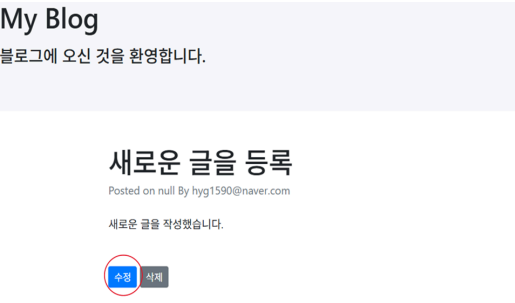 My Blog
블로그에 오신 것을 환영합니다.
새로운 글을 등록
Posted on null By hyg1590@naver.com
새로운 글을 작성했습니다.
수정 삭제